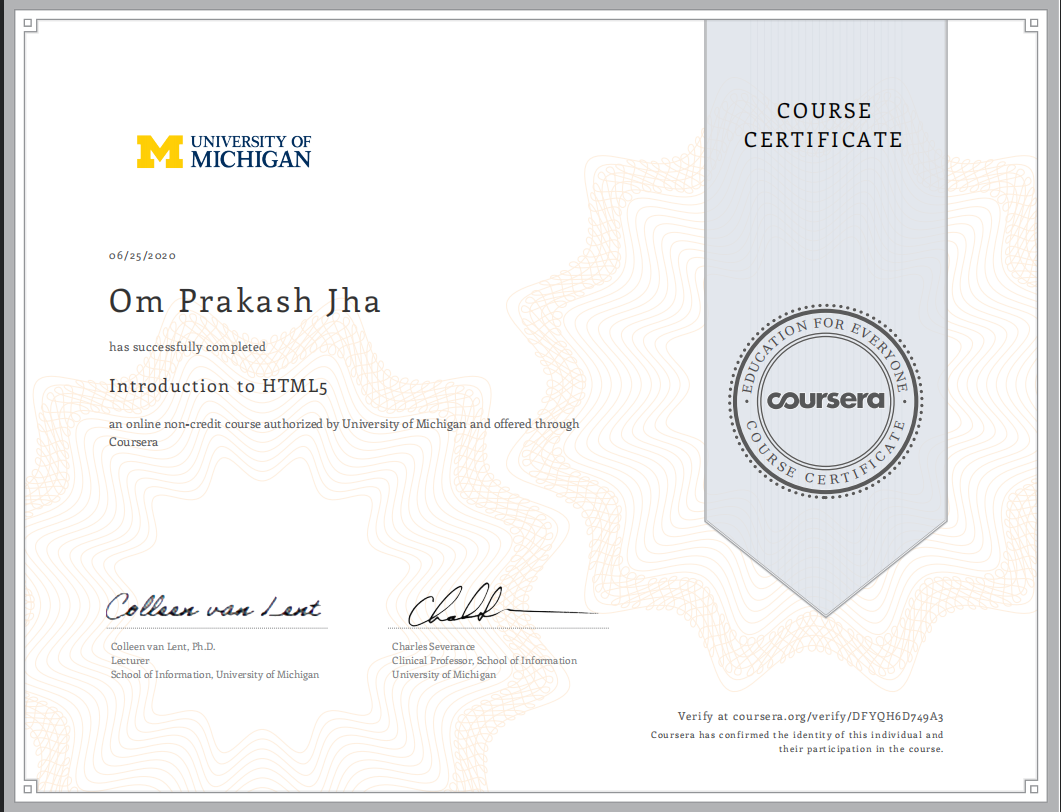 COURSE
CERTIFICATE
M UNIVERSITY OF
MICHIGAN
06/25/2020
Om Prakash Jha
has successfully completed
Introduction to HTML5
an online non-credit course authorized by University of Michigan and offered through
Coursera
EDUCATION FOR EVERYONE
coursera
COURSE CERTIFICATE
Colleen van Lent
Colleen van Lent, Ph.D.
Lecturer
School of Information, University of Michigan
Charles Severance
Clinical Professor, School of Information
University of Michigan
Verify at coursera.org/verify/DFYQH6D749A3
Coursera has confirmed the identity of this individual and
their participation in the course.